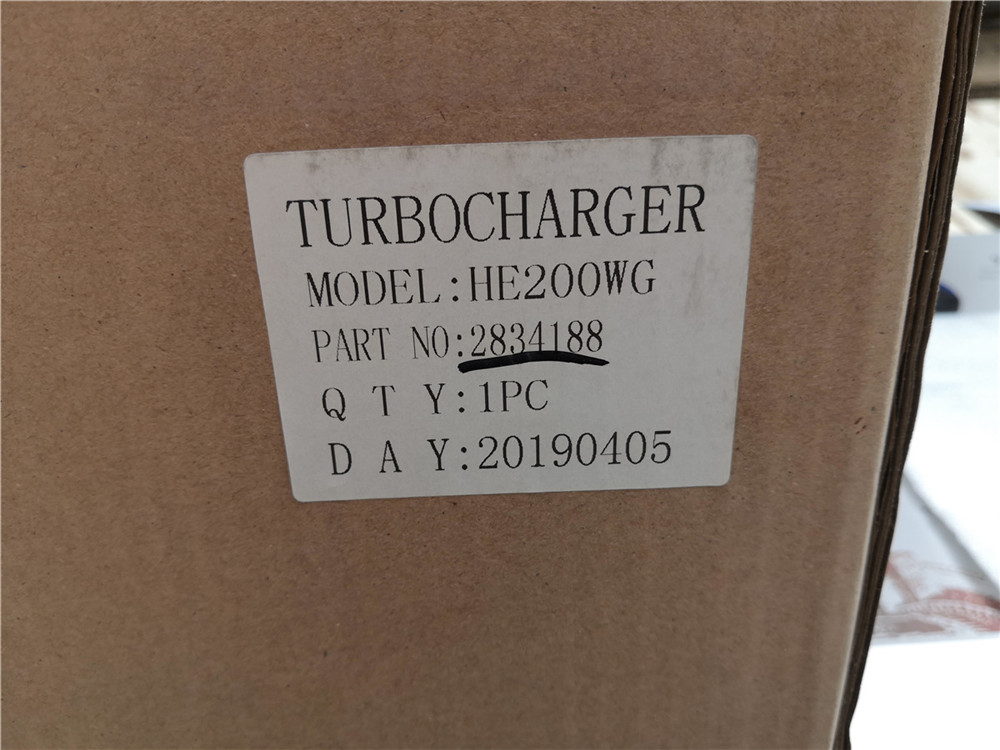 TURBOCHARGER
MODEL:HE200WG
PART NO:2834188
Q T Y:1PC
D A Y:20190405